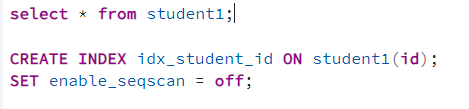 select * from student1;
CREATE INDEX idx_student_id ON student1(id);
SET enable_seqscan = off;